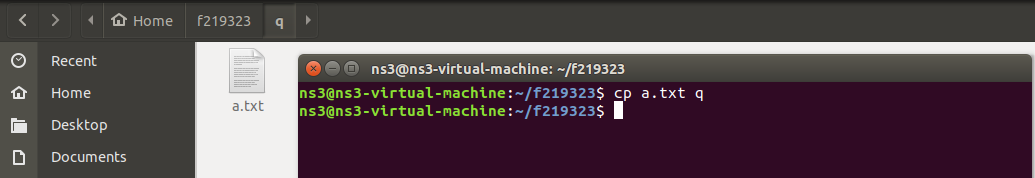 Home f219323 q
Recent
Home
Desktop
Documents
a.txt
ns3@ns3-virtual-machine: ~/f219323
ns3@ns3-virtual-machine:~/f219323$ cp a.txt q
ns3@ns3-virtual-machine:~/f219323$